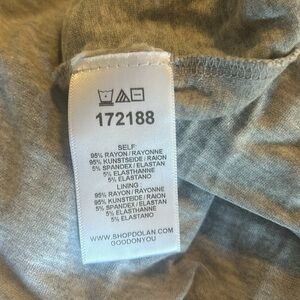 172188
SELF:
95% RAYON / RAYONNE
95% KUNSTSEIDE / RAION
5% SPANDEX / ELASTAN
5% ELASTHANNE
5% ELASTANO
LINING:
95% RAYON / RAYONNE
95% KUNSTSEIDE / RAION
5% SPANDEX / ELASTAN
5% ELASTHANNE
5% ELASTANO
WWW.SHOPDOLAN.COM
GOODONYOU